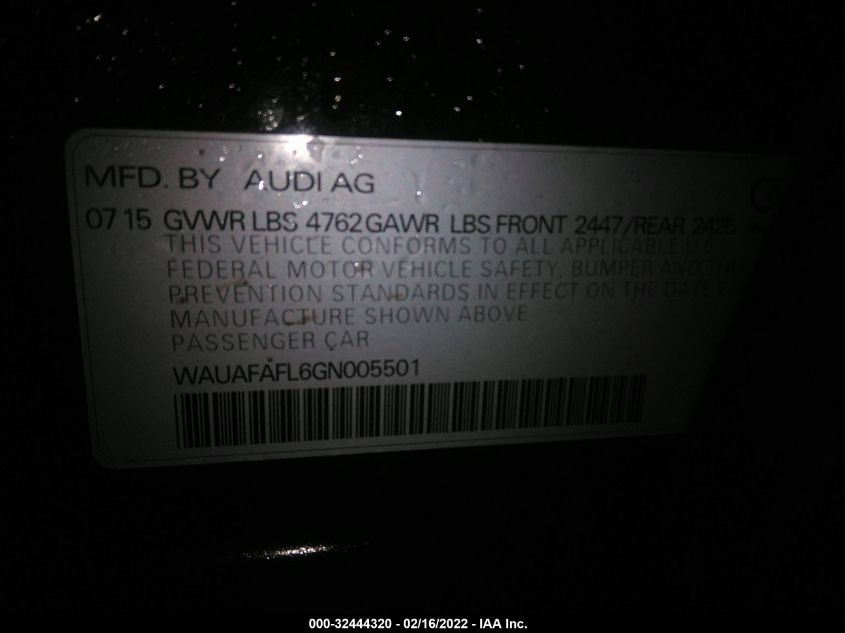 MFD. BY AUDI AG
07 15 GVWR LBS 4762 GAWR LBS FRONT 2447/REAR 2425
THIS VEHICLE CONFORMS TO ALL APPLICABLE U.S.
FEDERAL MOTOR VEHICLE SAFETY, BUMPER AND THE
PREVENTION STANDARDS IN EFFECT ON THE DATE O
MANUFACTURE SHOWN ABOVE
PASSENGER CAR
WAUAFAFL6GN005501
000-32444320 - 02/16/2022 - IAA Inc.